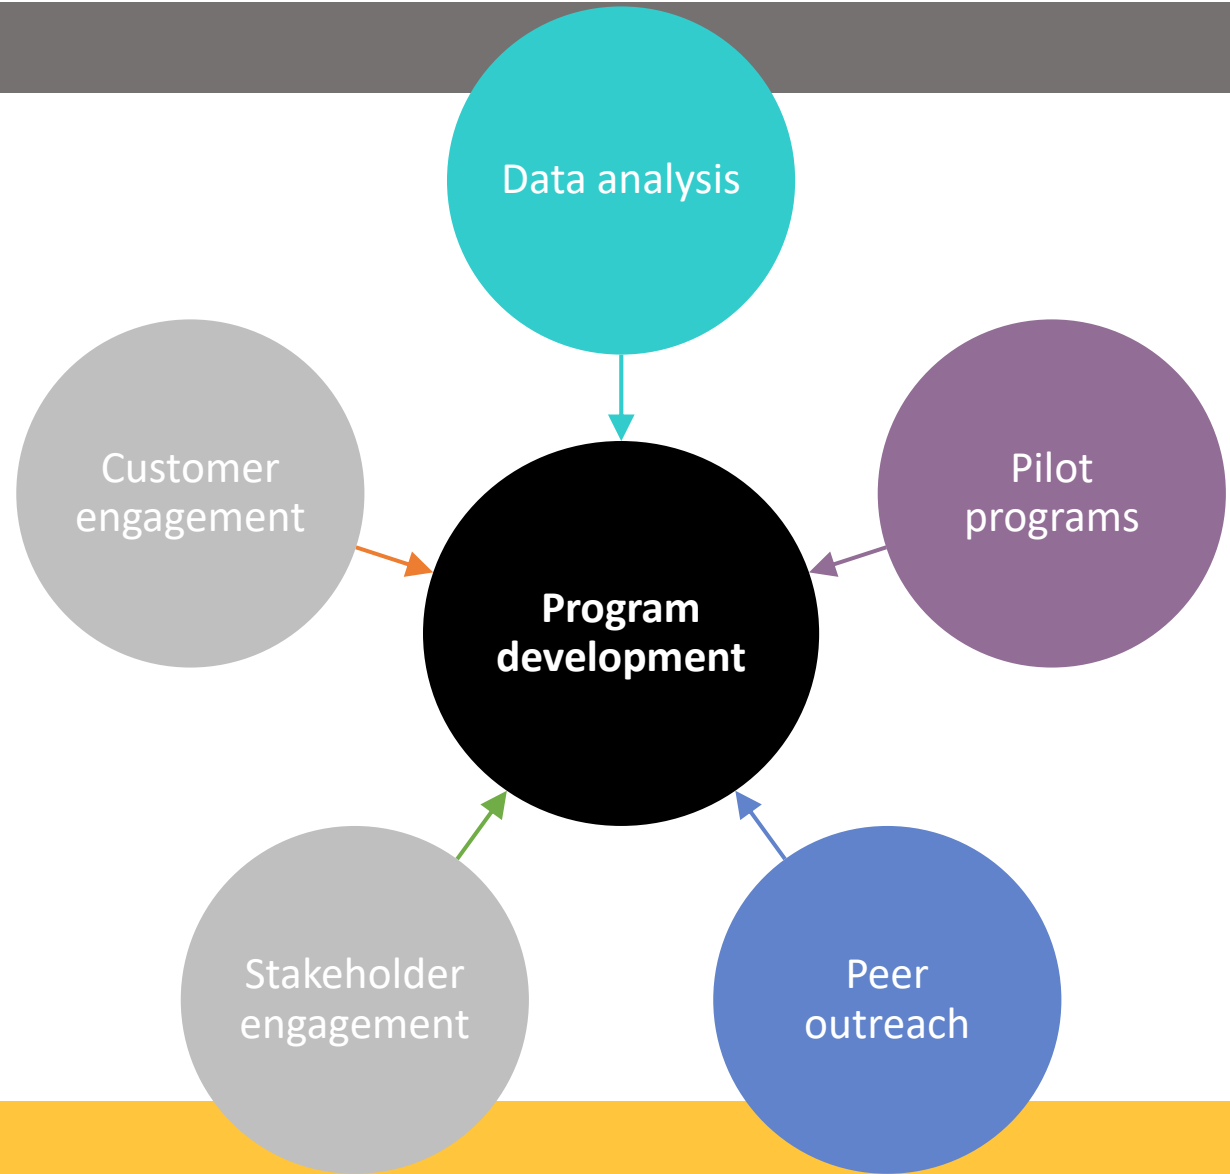 Data analysis
Customer
engagement
Pilot
programs
Program
development
Stakeholder
engagement
Peer
outreach